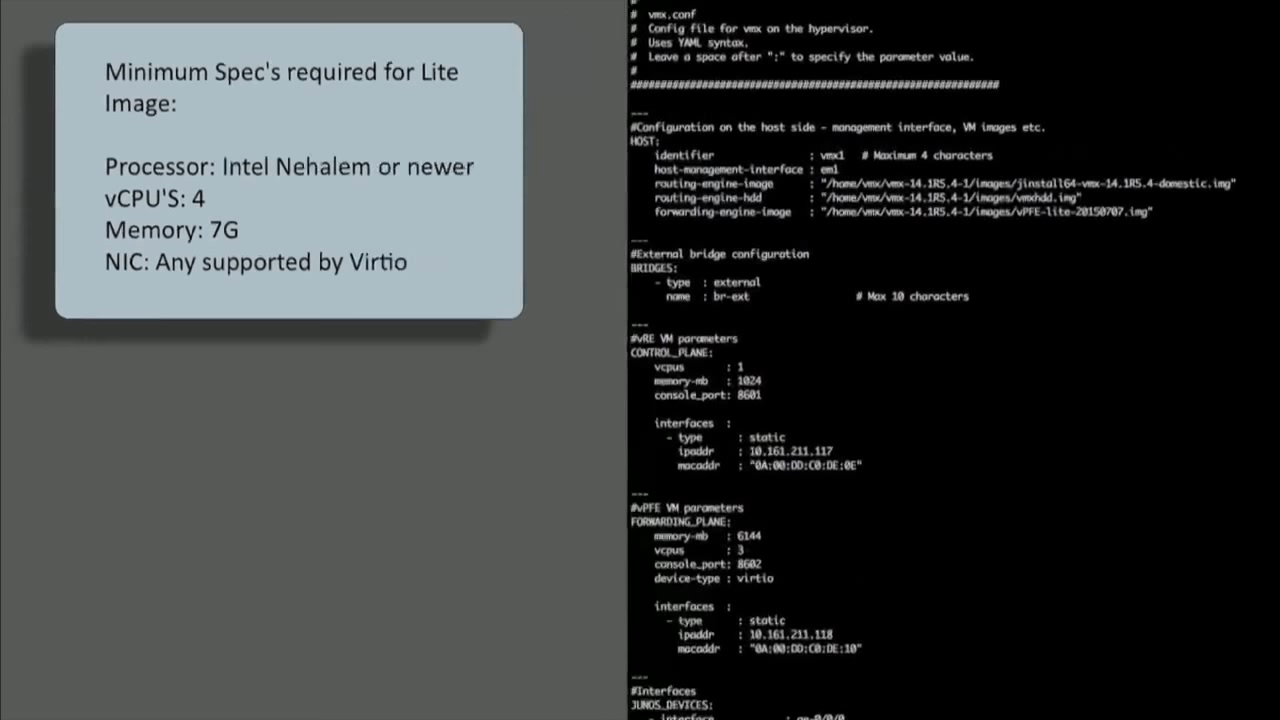 Minimum Spec's required for Lite
Image:
Processor: Intel Nehalem or newer
vCPU'S: 4
Memory: 7G
NIC: Any supported by Virtio
#
# vmx.conf
# Config file for vmx on the hypervisor.
# Uses YAML syntax.
# Leave a space after ":" to specify the parameter value.
#
##############################################################
---
#Configuration on the host side - management interface, VM images etc.
HOST:
identifier : vmx1 # Maximum 4 characters
host-management-interface : em1
routing-engine-image : "/home/vmx/vmx-14.1R5.4-1/images/jinstall64-vmx-14.1R5.4-domestic.img"
routing-engine-hdd : "/home/vmx/vmx-14.1R5.4-1/images/vmxhdd.img"
forwarding-engine-image : "/home/vmx/vmx-14.1R5.4-1/images/vPFE-lite-20150707.img"
---
#External bridge configuration
BRIDGES:
- type : external
name : br-ext # Max 10 characters
---
#vRE VM parameters
CONTROL_PLANE:
vcpus : 1
memory-mb : 1024
console_port: 8601
interfaces :
- type : static
ipaddr : 10.161.211.117
macaddr : "0A:00:DD:C0:DE:0E"
---
#vPFE VM parameters
FORWARDING_PLANE:
memory-mb : 6144
vcpus : 3
console_port: 8602
device-type : virtio
interfaces :
- type : static
ipaddr : 10.161.211.118
macaddr : "0A:00:DD:C0:DE:10"
---
#Interfaces
JUNOS_DEVICES:
- interface : ge-0/0/0